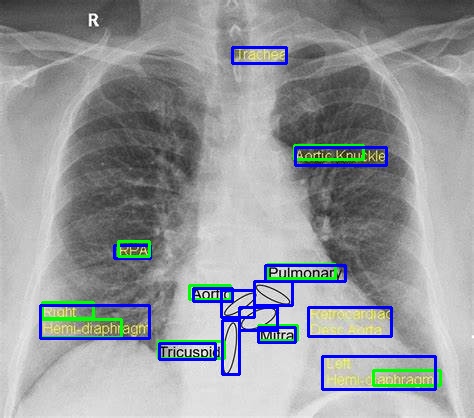 R
Trachea
Aortic Knuckle
RPA
Pulmonary
Aortic
Right
Hemi-diaphragm
Retrocardiac
Desc Aorta
Mitral
Tricuspid
Left
Hemi-diaphragm